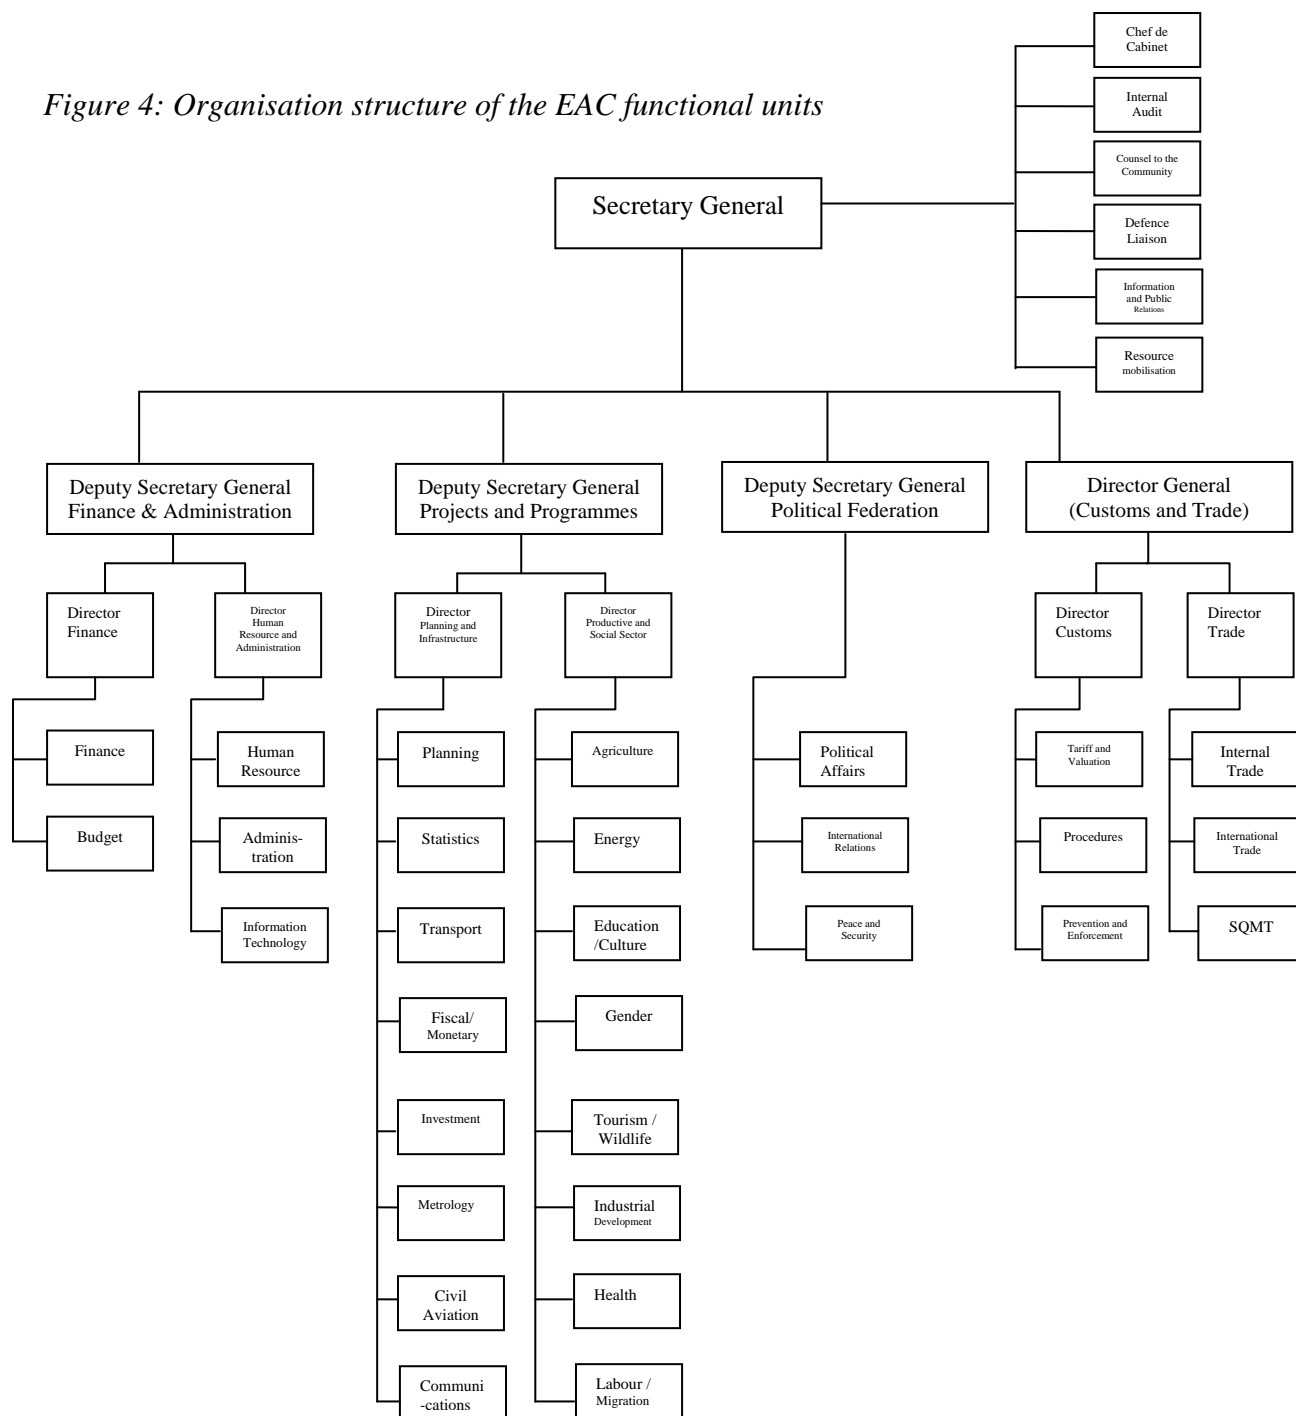 Chef de
Cabinet
Figure 4: Organisation structure of the EAC functional units
Internal
Audit
Counsel to the
Community
Secretary General
Defence
Liaison
Information
and Public
Relations
Resource
mobilisation
Deputy Secretary General
Finance & Administration
Deputy Secretary General
Projects and Programmes
Deputy Secretary General
Political Federation
Director General
(Customs and Trade)
Director
Finance
Director
Human
Resource and
Administration
Director
Planning and
Infrastructure
Director
Productive and
Social Sector
Director
Customs
Director
Trade
Finance
Human
Resource
Planning
Agriculture
Political
Affairs
Tariff and
Valuation
Internal
Trade
Budget
Adminis-
tration
Statistics
Energy
International
Relations
Procedures
International
Trade
Information
Technology
Transport
Education
/Culture
Peace and
Security
Prevention and
Enforcement
SQMT
Fiscal/
Monetary
Gender
Investment
Tourism /
Wildlife
Metrology
Industrial
Development
Civil
Aviation
Health
Communi
-cations
Labour /
Migration